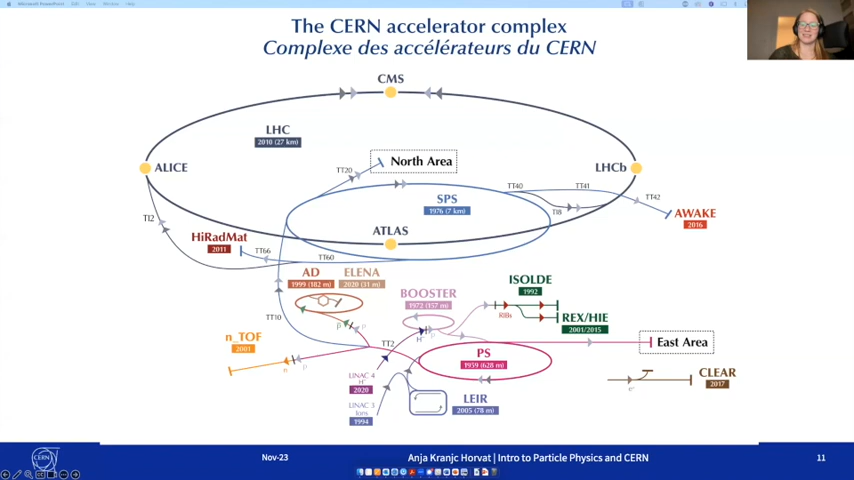 The CERN accelerator complex
Complexe des accélérateurs du CERN
CMS
LHC
2010 (27 km)
North Area
TT20
ALICE
LHCb
TT40
TT41
SPS
1976 (7 km)
TI8
TT42
AWAKE
2016
TI2
ATLAS
HiRadMat
2011
TT66
TT60
AD
1999 (182 m)
ELENA
2020 (31 m)
ISOLDE
1992
BOOSTER
1972 (157 m)
RIBs
REX/HIE
2001/2015
TT10
p
p
n_TOF
2001
TT2
H-
p
East Area
PS
1959 (628 m)
n
p
LINAC 4
H-
2020
CLEAR
2017
e-
LINAC 3
Ions
1994
LEIR
2005 (78 m)
CERN
Nov-23
Anja Kranjc Horvat | Intro to Particle Physics and CERN
11